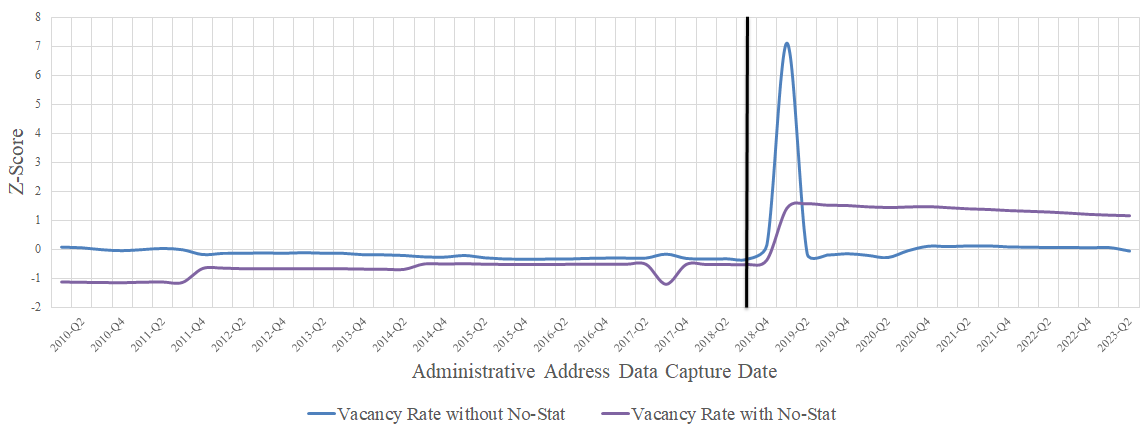 8
7
6
5
4
3
2
1
0
-1
-2
Z-Score
2010-Q2
2010-Q4
2011-Q2
2011-Q4
2012-Q2
2012-Q4
2013-Q2
2013-Q4
2014-Q2
2014-Q4
2015-Q2
2015-Q4
2016-Q2
2016-Q4
2017-Q2
2017-Q4
2018-Q2
2018-Q4
2019-Q2
2019-Q4
2020-Q2
2020-Q4
2021-Q2
2021-Q4
2022-Q2
2022-Q4
2023-Q2
Administrative Address Data Capture Date
Vacancy Rate without No-Stat
Vacancy Rate with No-Stat